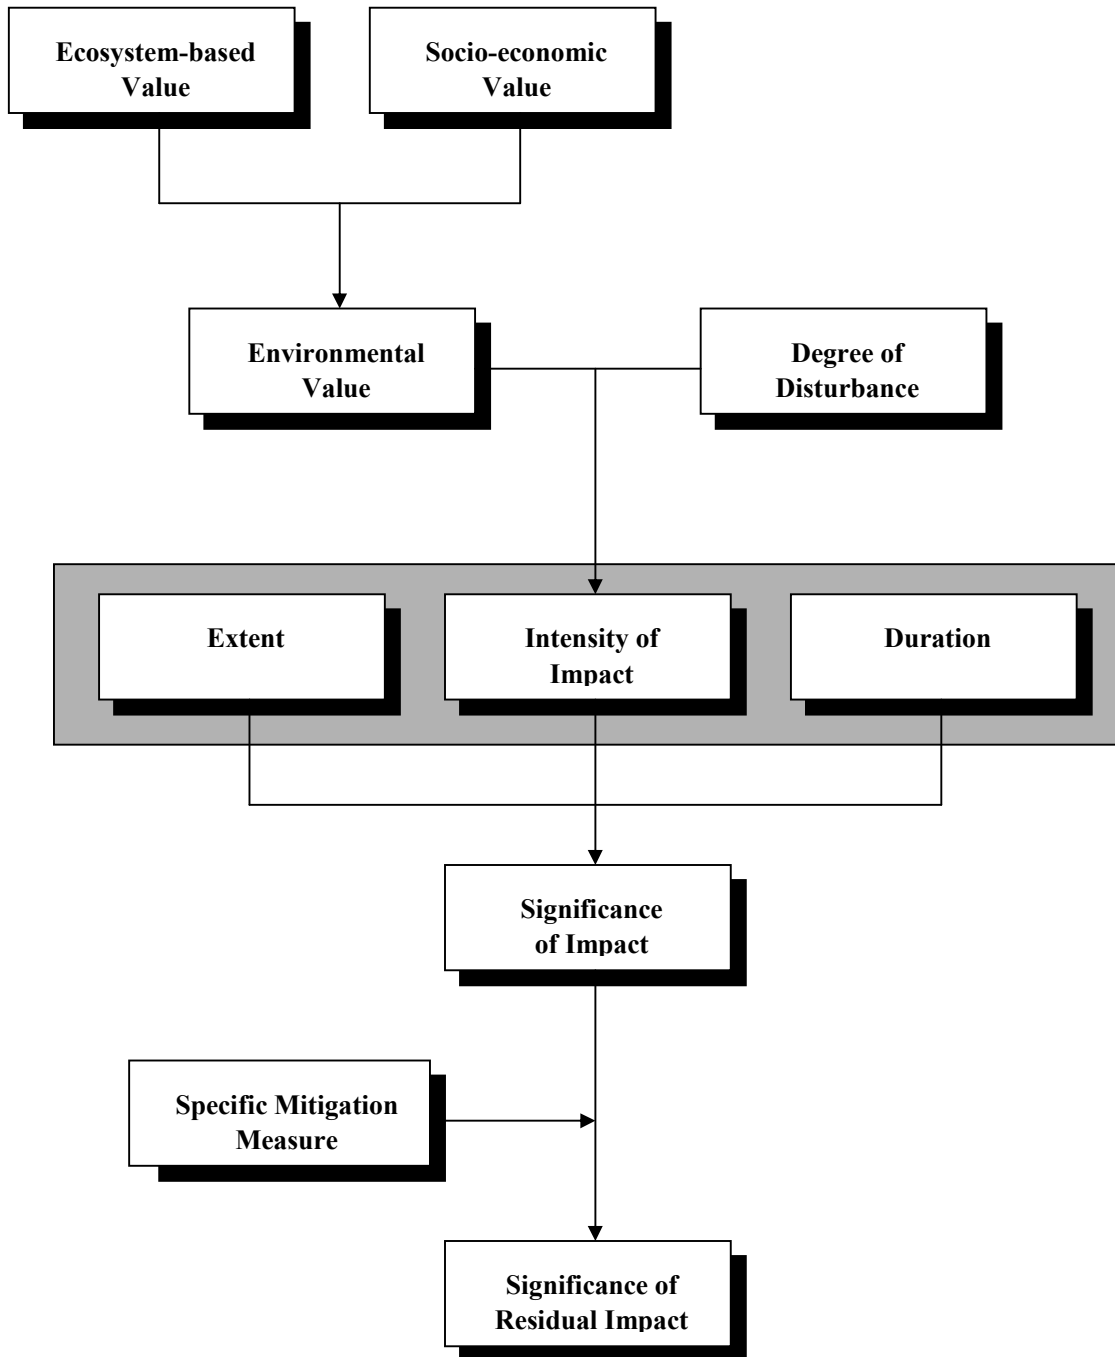 Ecosystem-based
Value
Socio-economic
Value
Environmental
Value
Degree of
Disturbance
Extent
Intensity of
Impact
Duration
Significance
of Impact
Specific Mitigation
Measure
Significance of
Residual Impact